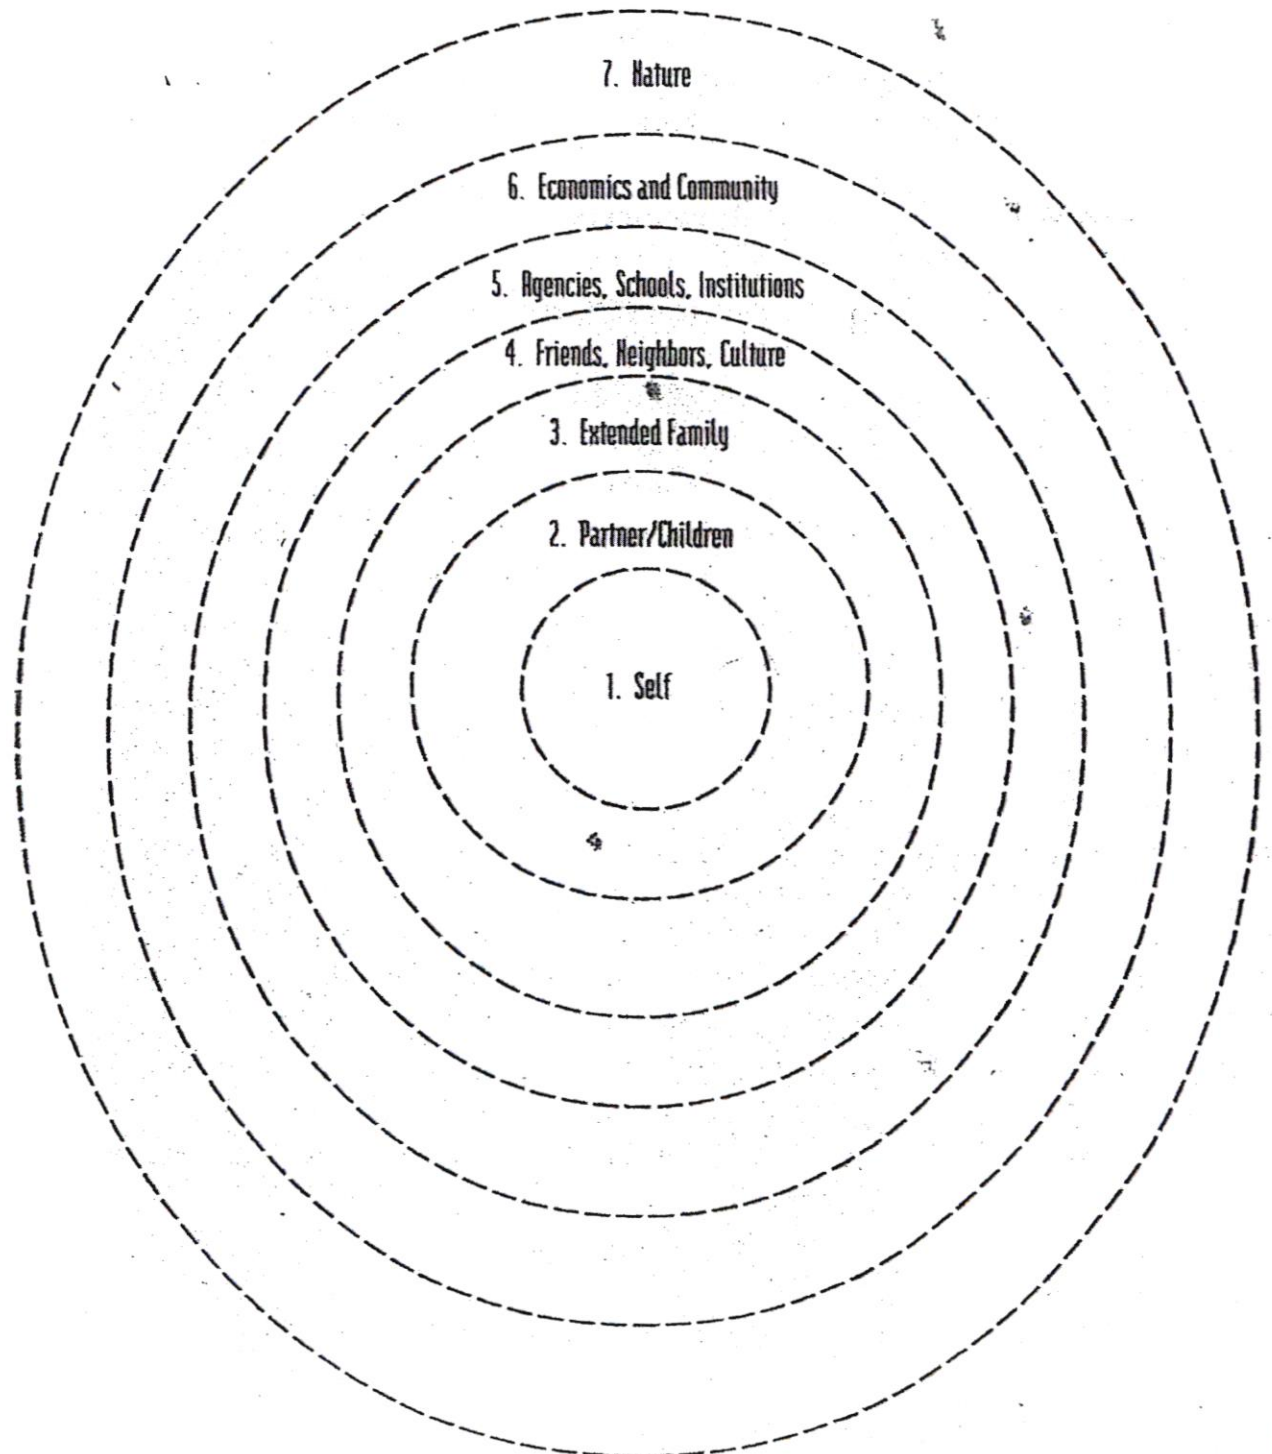 7. Nature
6. Economics and Community
5. Agencies, Schools, Institutions
4. Friends, Neighbors, Culture
3. Extended Family
2. Partner/Children
1. Self